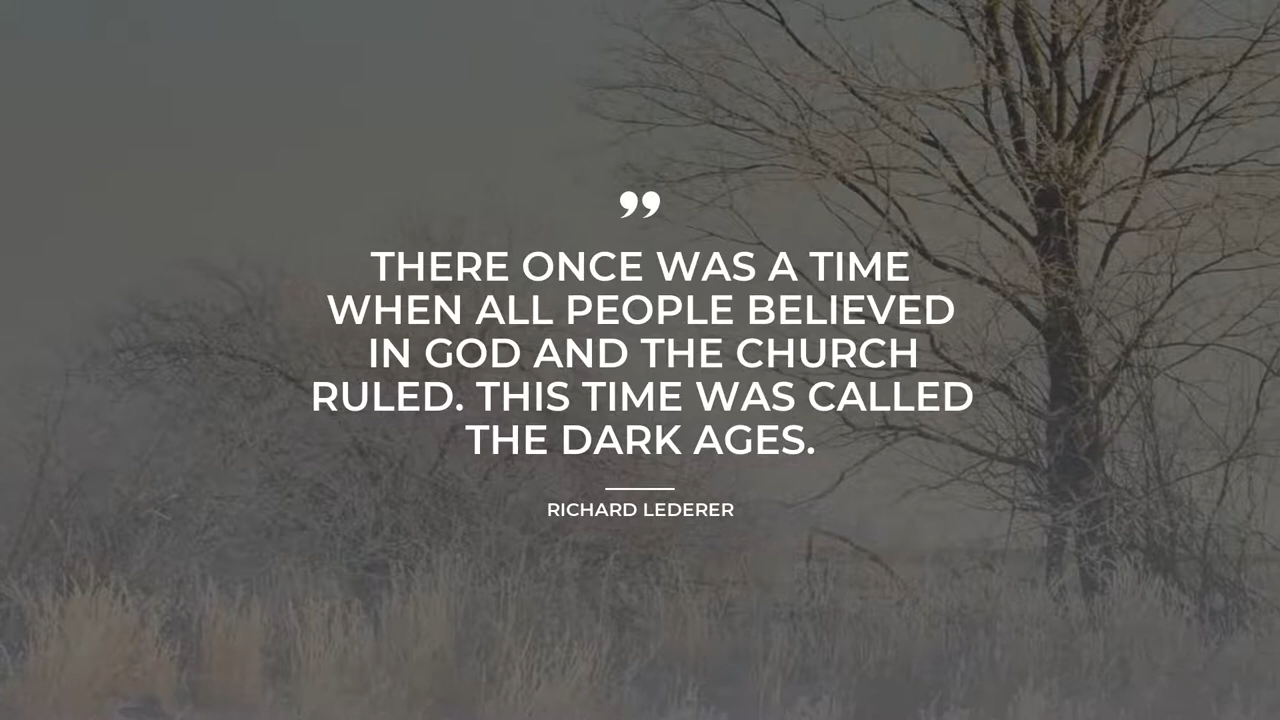 ”
THERE ONCE WAS A TIME
WHEN ALL PEOPLE BELIEVED
IN GOD AND THE CHURCH
RULED. THIS TIME WAS CALLED
THE DARK AGES.
RICHARD LEDERER